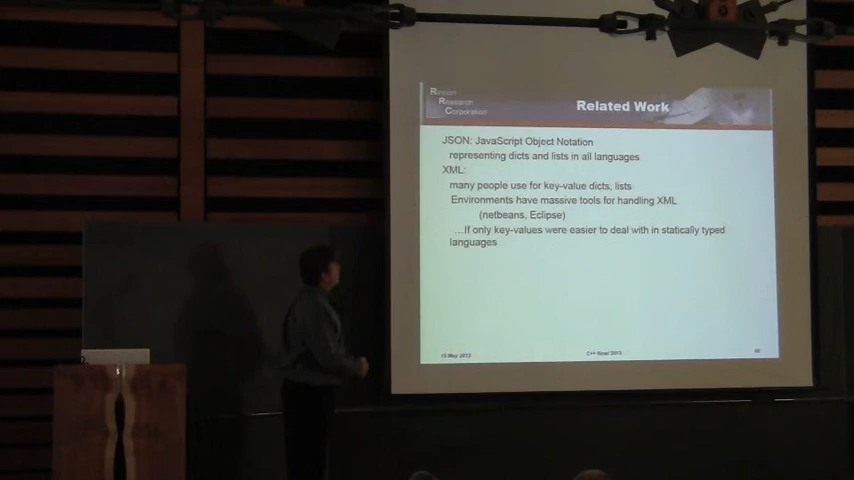 Rincon
Research
Corporation
Related Work
JSON: JavaScript Object Notation
representing dicts and lists in all languages
XML:
many people use for key-value dicts, lists
Environments have massive tools for handling XML
(netbeans, Eclipse)
...If only key-values were easier to deal with in statically typed
languages
C++ Now! 2013